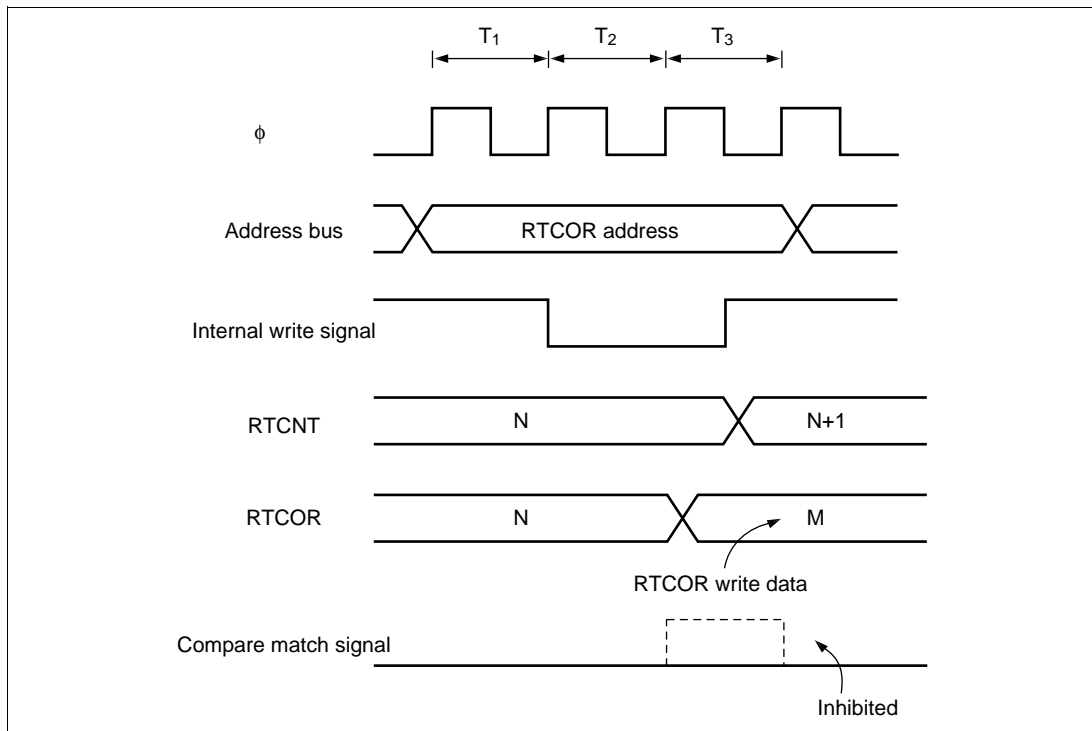 T1 T2 T3
ϕ
Address bus RTCOR address
Internal write signal
RTCNT N N+1
RTCOR N M
RTCOR write data
Compare match signal
Inhibited